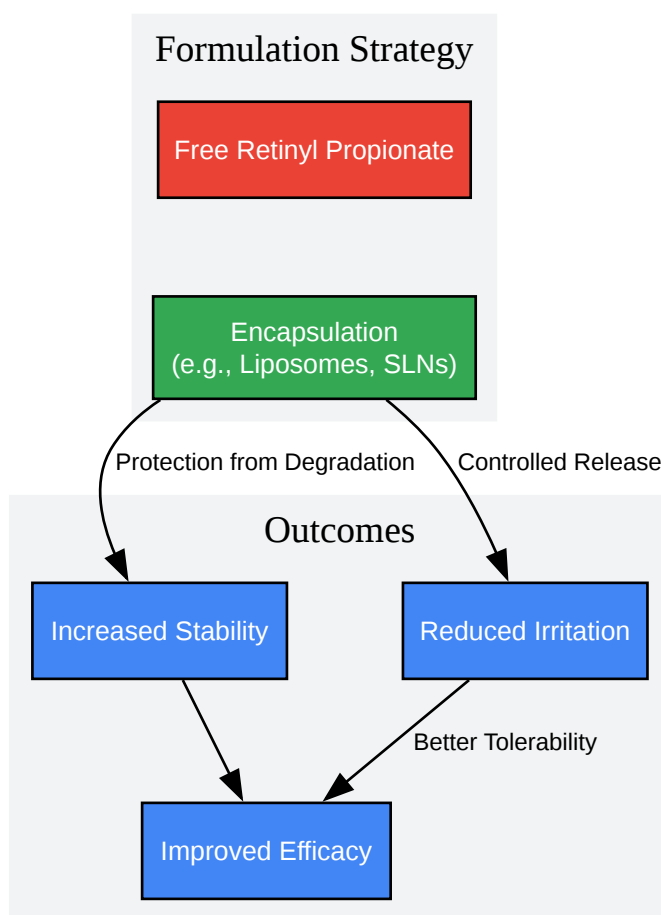 Formulation Strategy
Free Retinyl Propionate
Encapsulation
(e.g., Liposomes, SLNs)
Protection from Degradation
Controlled Release
Outcomes
Increased Stability
Reduced Irritation
Better Tolerability
Improved Efficacy